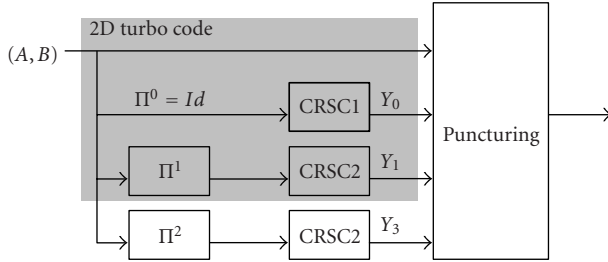 2D turbo code
(A, B)
Π⁰ = Id
CRSC1
Y₀
Puncturing
Π¹
CRSC2
Y₁
Π²
CRSC2
Y₃